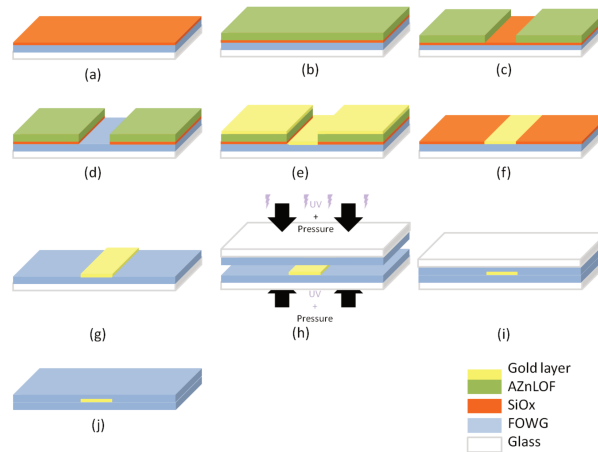 (a)
(b)
(c)
(d)
(e)
(f)
UV
+
Pressure
UV
+
Pressure
(g)
(h)
(i)
(j)
Gold layer
AZnLOF
SiOx
FOWG
Glass